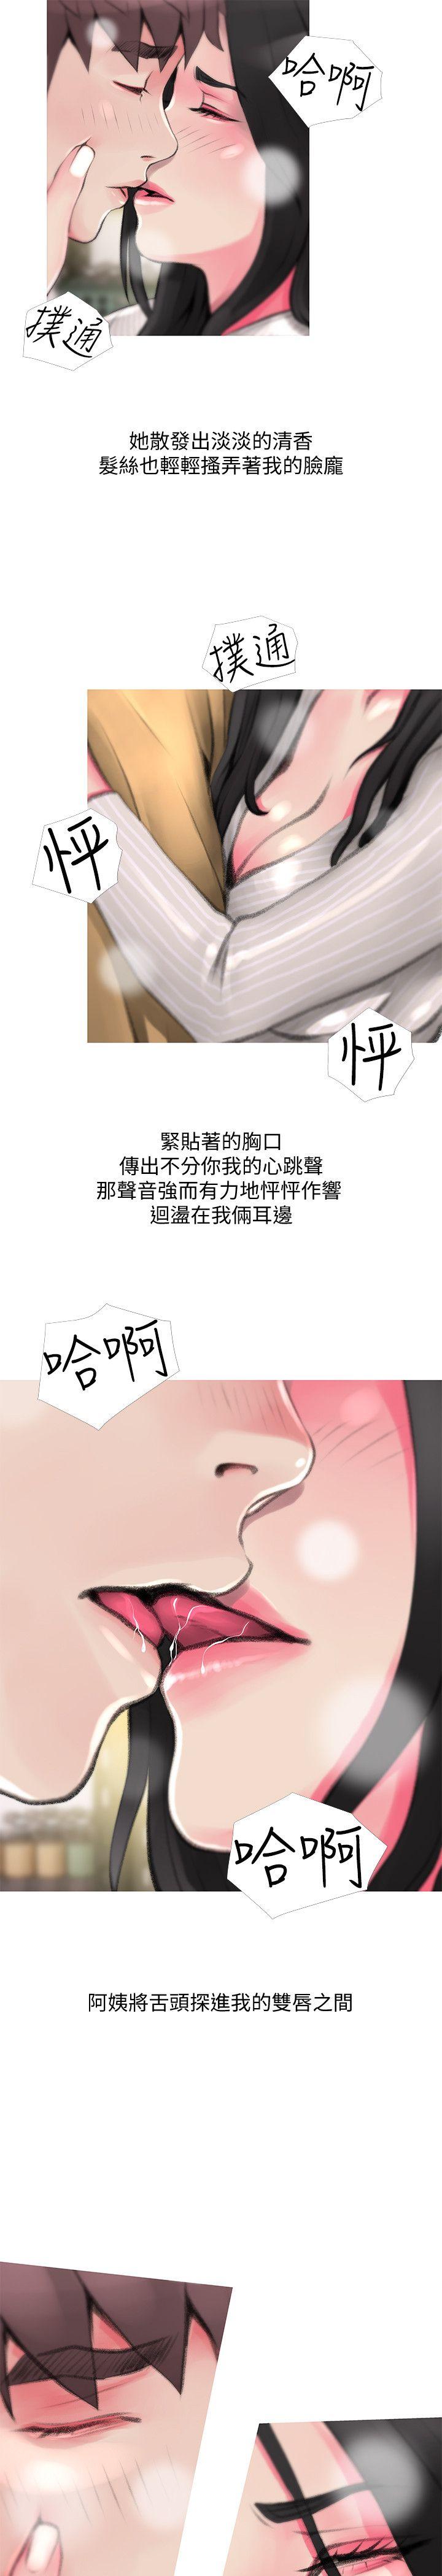 哈啊
撲通
她散發出淡淡的清香
髮絲也輕輕搔弄著我的臉龐
撲通
怦
怦
緊貼著的胸口
傳出不分你我的心跳聲
那聲音強而有力地怦怦作響
迴盪在我倆耳邊
哈啊
哈啊
阿姨將舌頭探進我的雙唇之間